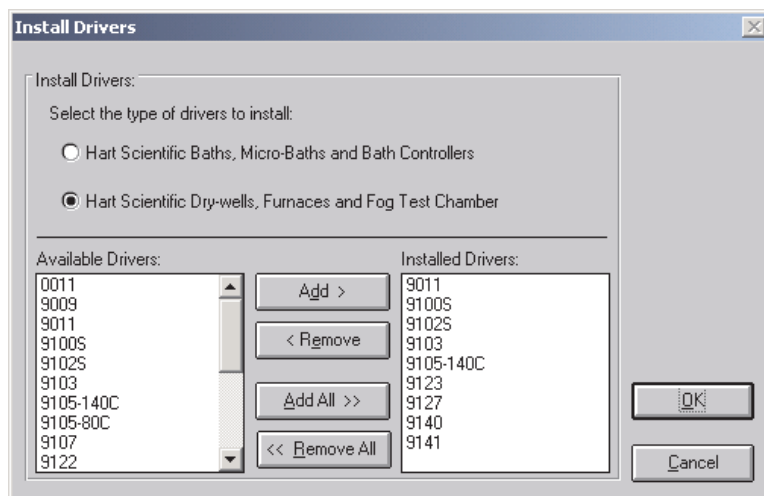 Install Drivers
Install Drivers:
Select the type of drivers to install:
Hart Scientific Baths, Micro-Baths and Bath Controllers
Hart Scientific Dry-wells, Furnaces and Fog Test Chamber
Available Drivers:
0011
9009
9011
9100S
9102S
9103
9105-140C
9105-80C
9107
9122
Add >
< Remove
Add All >>
<< Remove All
Installed Drivers:
9011
9100S
9102S
9103
9105-140C
9123
9127
9140
9141
OK
Cancel